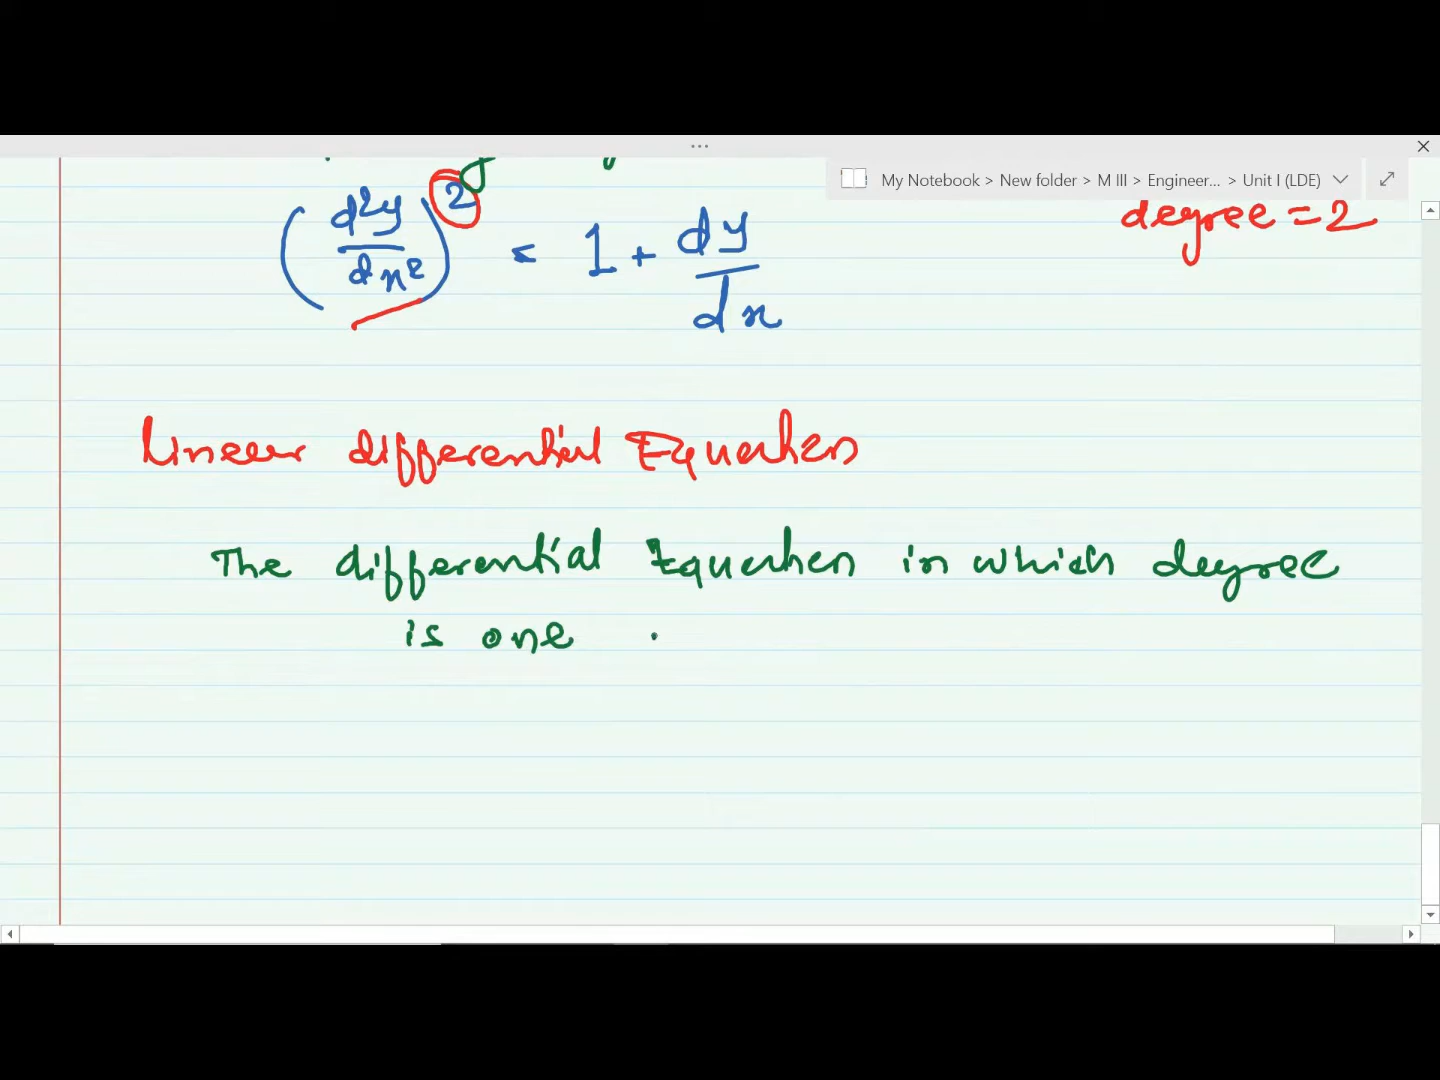 My Notebook > New folder > M III > Engineer... > Unit I (LDE)
degree = 2
(d²y/dx²)² = 1 + dy/dx
Linear differential Equation
The differential Equation in which degree
is one .